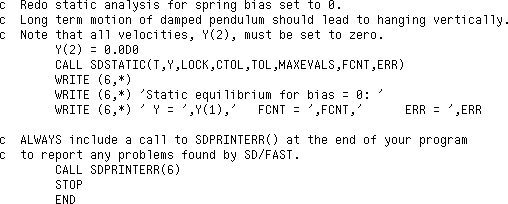 c  Redo static analysis for spring bias set to 0.
c  Long term motion of damped pendulum should lead to hanging vertically.
c  Note that all velocities, Y(2), must be set to zero.
        Y(2) = 0.0D0
        CALL SDSTATIC(T,Y,LOCK,CTOL,TOL,MAXEVALS,FCNT,ERR)
        WRITE (6,*)
        WRITE (6,*) 'Static equilibrium for bias = 0: '
        WRITE (6,*) ' Y = ',Y(1),'   FCNT = ',FCNT,'      ERR = ',ERR
c  ALWAYS include a call to SDPRINTERR() at the end of your program
c  to report any problems found by SD/FAST.
        CALL SDPRINTERR(6)
        STOP
        END